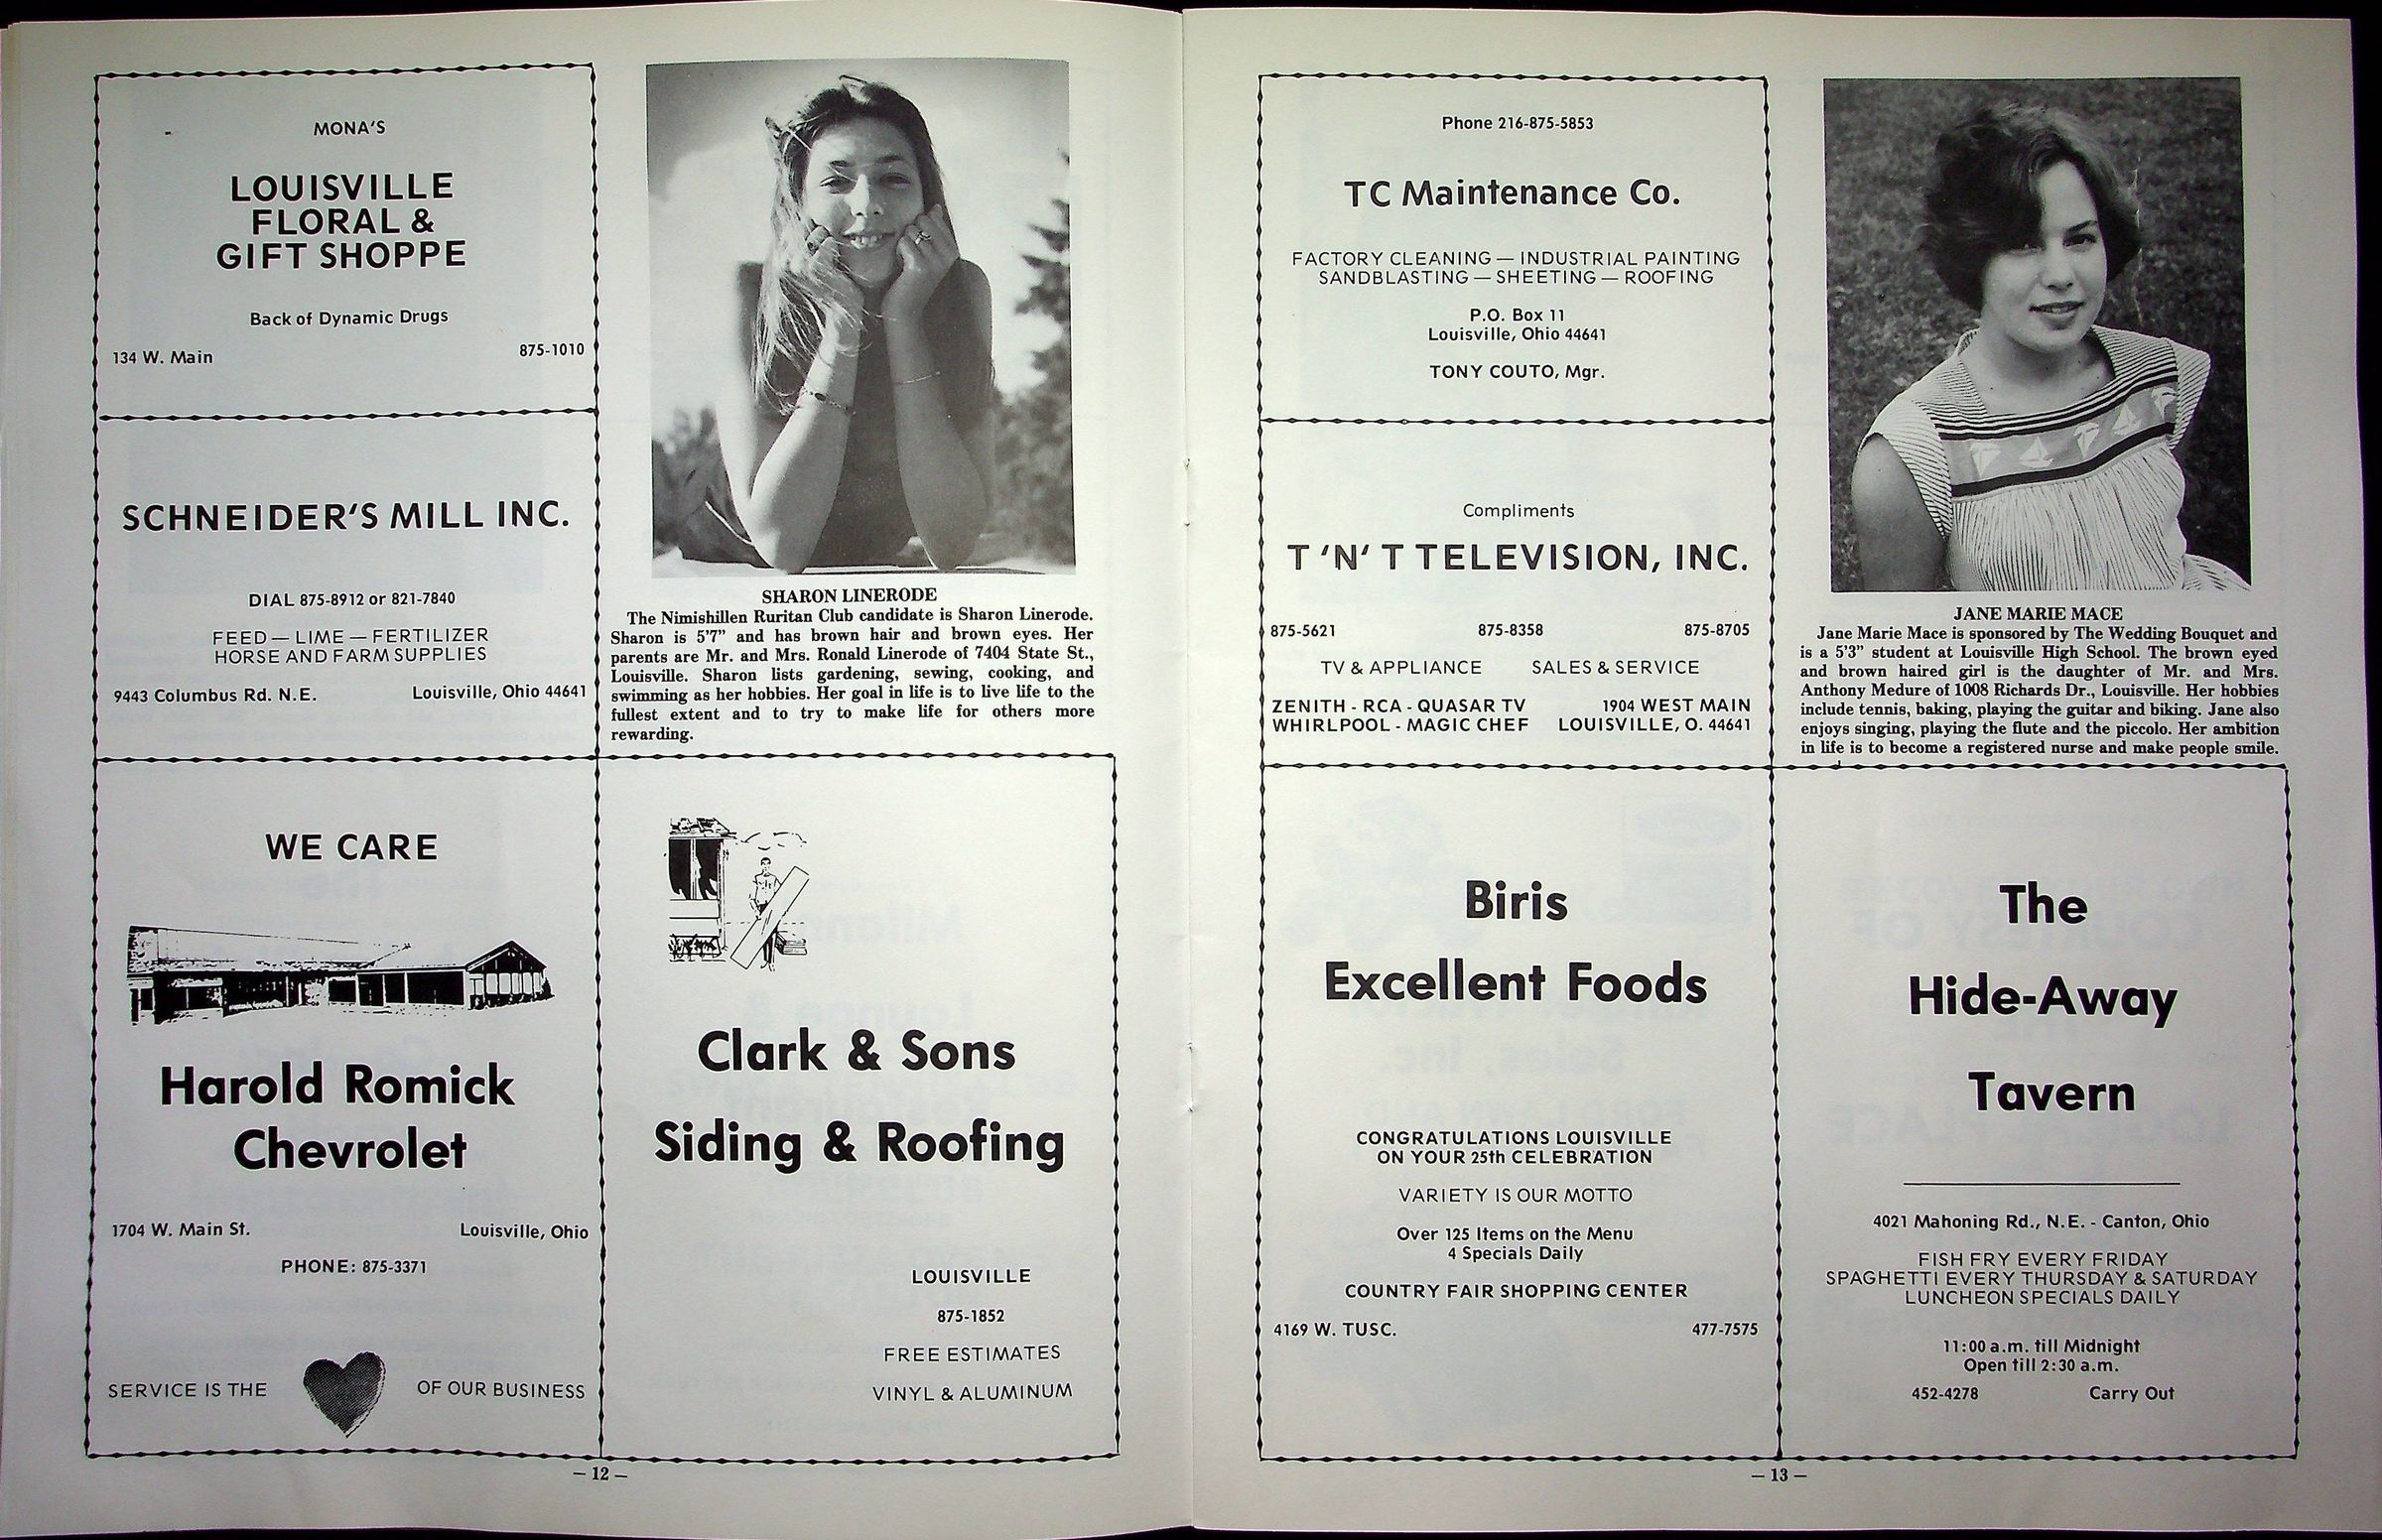 MONA'S
LOUISVILLE
FLORAL &
GIFT SHOPPE
Back of Dynamic Drugs
134 W. Main 875-1010
SCHNEIDER'S MILL INC.
DIAL 875-8912 or 821-7840
FEED — LIME — FERTILIZER
HORSE AND FARM SUPPLIES
9443 Columbus Rd. N.E. Louisville, Ohio 44641
SHARON LINERODE
The Nimishillen Ruritan Club candidate is Sharon Linerode.
Sharon is 5'7" and has brown hair and brown eyes. Her
parents are Mr. and Mrs. Ronald Linerode of 7404 State St.,
Louisville. Sharon lists gardening, sewing, cooking, and
swimming as her hobbies. Her goal in life is to live life to the
fullest extent and to try to make life for others more
rewarding.
WE CARE
Harold Romick
Chevrolet
1704 W. Main St. Louisville, Ohio
PHONE: 875-3371
SERVICE IS THE OF OUR BUSINESS
Clark & Sons
Siding & Roofing
LOUISVILLE
875-1852
FREE ESTIMATES
VINYL & ALUMINUM
— 12 —
Phone 216-875-5853
TC Maintenance Co.
FACTORY CLEANING — INDUSTRIAL PAINTING
SANDBLASTING — SHEETING — ROOFING
P.O. Box 11
Louisville, Ohio 44641
TONY COUTO, Mgr.
Compliments
T 'N' T TELEVISION, INC.
875-5621 875-8358 875-8705
TV & APPLIANCE SALES & SERVICE
ZENITH - RCA - QUASAR TV 1904 WEST MAIN
WHIRLPOOL - MAGIC CHEF LOUISVILLE, O. 44641
JANE MARIE MACE
Jane Marie Mace is sponsored by The Wedding Bouquet and
is a 5'3" student at Louisville High School. The brown eyed
and brown haired girl is the daughter of Mr. and Mrs.
Anthony Medure of 1008 Richards Dr., Louisville. Her hobbies
include tennis, baking, playing the guitar and biking. Jane also
enjoys singing, playing the flute and the piccolo. Her ambition
in life is to become a registered nurse and make people smile.
Biris
Excellent Foods
CONGRATULATIONS LOUISVILLE
ON YOUR 25th CELEBRATION
VARIETY IS OUR MOTTO
Over 125 Items on the Menu
4 Specials Daily
COUNTRY FAIR SHOPPING CENTER
4169 W. TUSC. 477-7575
The
Hide-Away
Tavern
4021 Mahoning Rd., N.E. - Canton, Ohio
FISH FRY EVERY FRIDAY
SPAGHETTI EVERY THURSDAY & SATURDAY
LUNCHEON SPECIALS DAILY
11:00 a.m. till Midnight
Open till 2:30 a.m.
452-4278 Carry Out
— 13 —